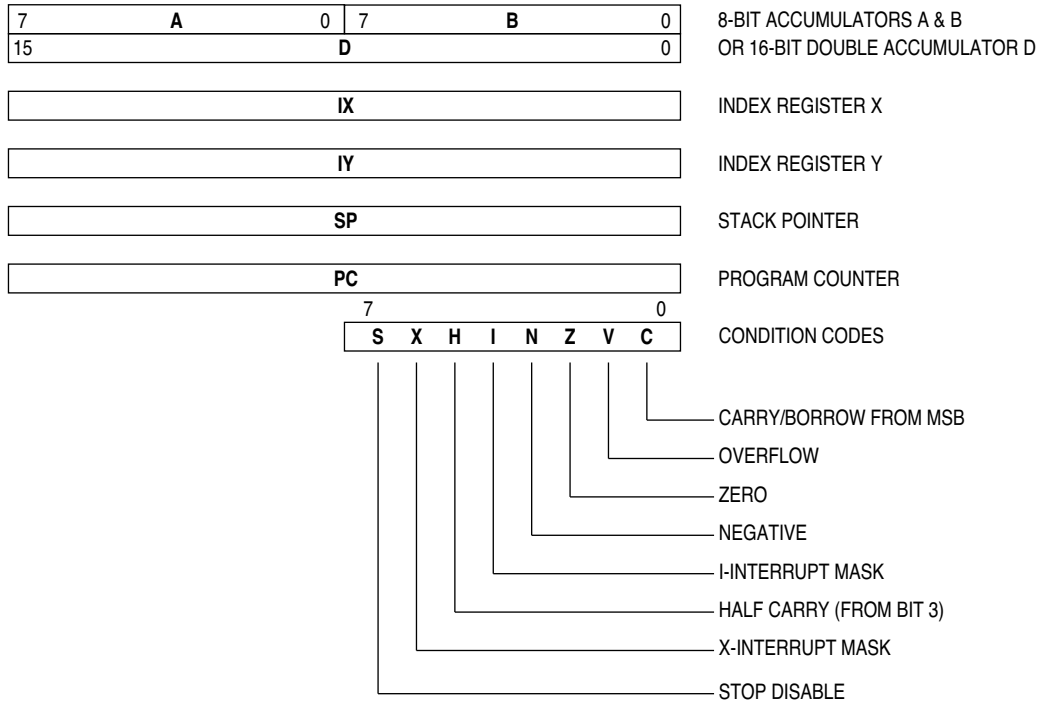 7 A 0 7 B 0 8-BIT ACCUMULATORS A & B
15 D 0 OR 16-BIT DOUBLE ACCUMULATOR D
IX INDEX REGISTER X
IY INDEX REGISTER Y
SP STACK POINTER
PC PROGRAM COUNTER
7 0
S X H I N Z V C CONDITION CODES
CARRY/BORROW FROM MSB
OVERFLOW
ZERO
NEGATIVE
I-INTERRUPT MASK
HALF CARRY (FROM BIT 3)
X-INTERRUPT MASK
STOP DISABLE